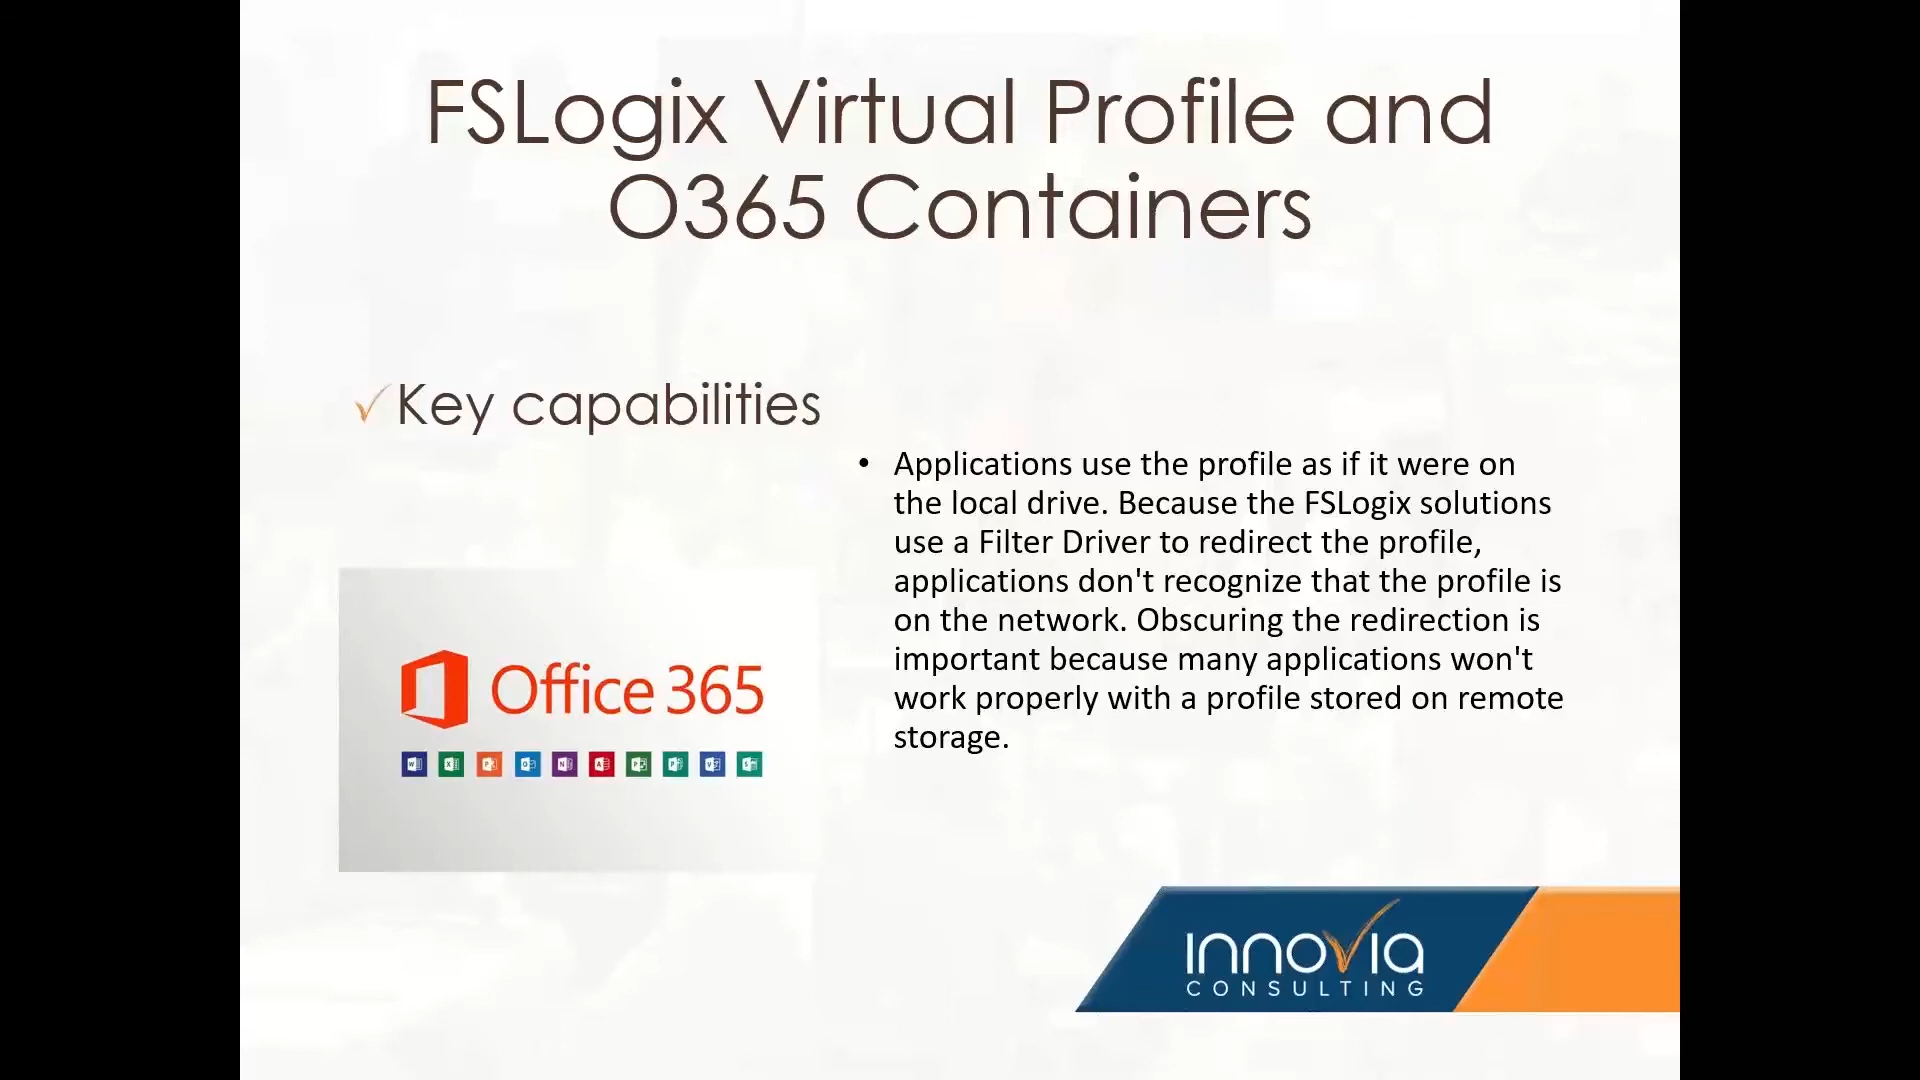 FSLogix Virtual Profile and
O365 Containers
Key capabilities
• Applications use the profile as if it were on
the local drive. Because the FSLogix solutions
use a Filter Driver to redirect the profile,
applications don't recognize that the profile is
on the network. Obscuring the redirection is
important because many applications won't
work properly with a profile stored on remote
storage.
Office 365
innovia
CONSULTING